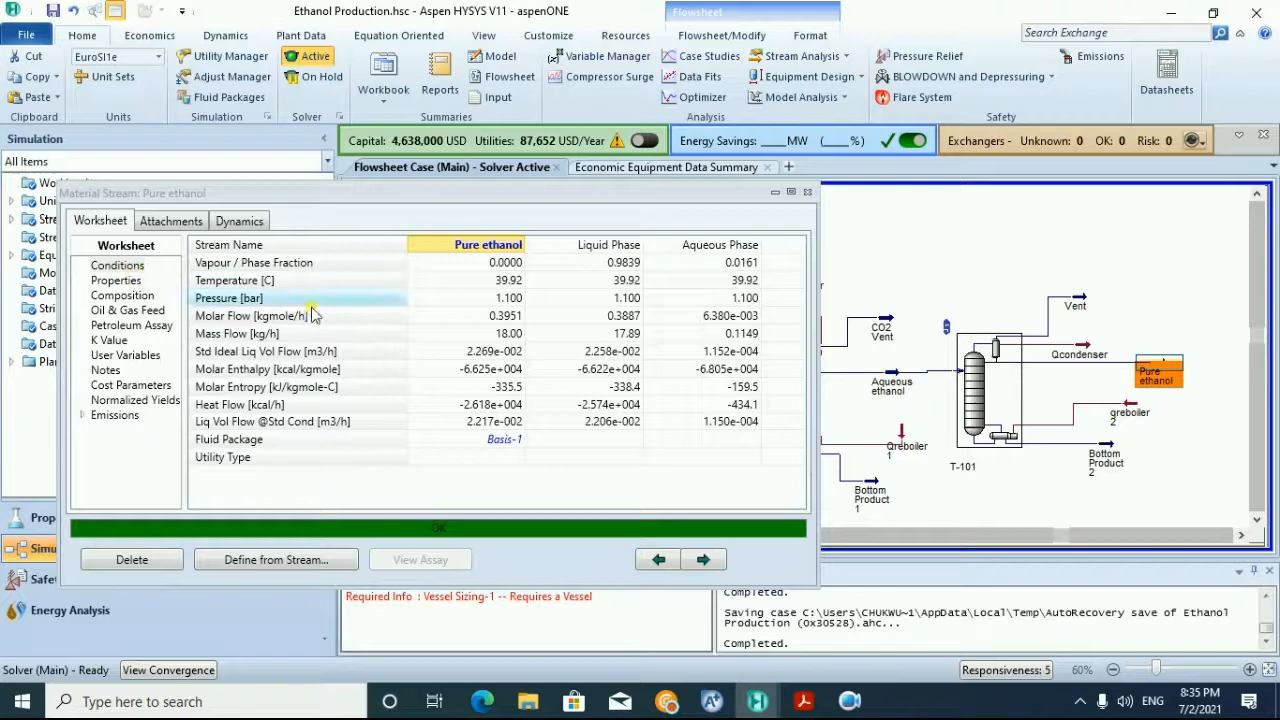 Ethanol Production.hsc - Aspen HYSYS V11 - aspenONE
Flowsheet
File Home Economics Dynamics Plant Data Equation Oriented View Customize Resources Flowsheet/Modify Format Search Exchange
Cut EuroSI1e Utility Manager Active Model Variable Manager Case Studies Stream Analysis Pressure Relief Emissions
Copy Unit Sets Adjust Manager On Hold Flowsheet Compressor Surge Data Fits Equipment Design BLOWDOWN and Depressuring
Workbook Reports Datasheets
Paste Fluid Packages Input Optimizer Model Analysis Flare System
Clipboard Units Simulation Solver Summaries Analysis Safety
Simulation
Capital: 4,638,000 USD Utilities: 87,652 USD/Year
Energy Savings: ____MW (____%)
Exchangers - Unknown: 0 OK: 0 Risk: 0
All Items
Flowsheet Case (Main) - Solver Active
Economic Equipment Data Summary
Material Stream: Pure ethanol
Worksheet Attachments Dynamics
Worksheet
Conditions
Properties
Composition
Oil & Gas Feed
Petroleum Assay
K Value
User Variables
Notes
Cost Parameters
Normalized Yields
Emissions
Stream Name Pure ethanol Liquid Phase Aqueous Phase
Vapour / Phase Fraction 0.0000 0.9839 0.0161
Temperature [C] 39.92 39.92 39.92
Pressure [bar] 1.100 1.100 1.100
Molar Flow [kgmole/h] 0.3951 0.3887 6.380e-003
Mass Flow [kg/h] 18.00 17.89 0.1149
Std Ideal Liq Vol Flow [m3/h] 2.269e-002 2.258e-002 1.152e-004
Molar Enthalpy [kcal/kgmole] -6.625e+004 -6.622e+004 -6.805e+004
Molar Entropy [kJ/kgmole-C] -335.5 -338.4 -159.5
Heat Flow [kcal/h] -2.618e+004 -2.574e+004 -434.1
Liq Vol Flow @Std Cond [m3/h] 2.217e-002 2.206e-002 1.150e-004
Fluid Package Basis-1
Utility Type
OK
Delete Define from Stream... View Assay
CO2
Vent
Aqueous
ethanol
Qreboiler
1
Bottom
Product
1
T-101
Vent
Qcondenser
Pure
ethanol
qreboiler
2
Bottom
Product
2
Energy Analysis
Required Info : Vessel Sizing-1 -- Requires a Vessel
Completed.
Saving case C:\Users\CHUKWU~1\AppData\Local\Temp\AutoRecovery save of Ethanol
Production (0x30528).ahc...
Completed.
Solver (Main) - Ready View Convergence Responsiveness: 5 60%
Type here to search
ENG
8:35 PM
7/2/2021